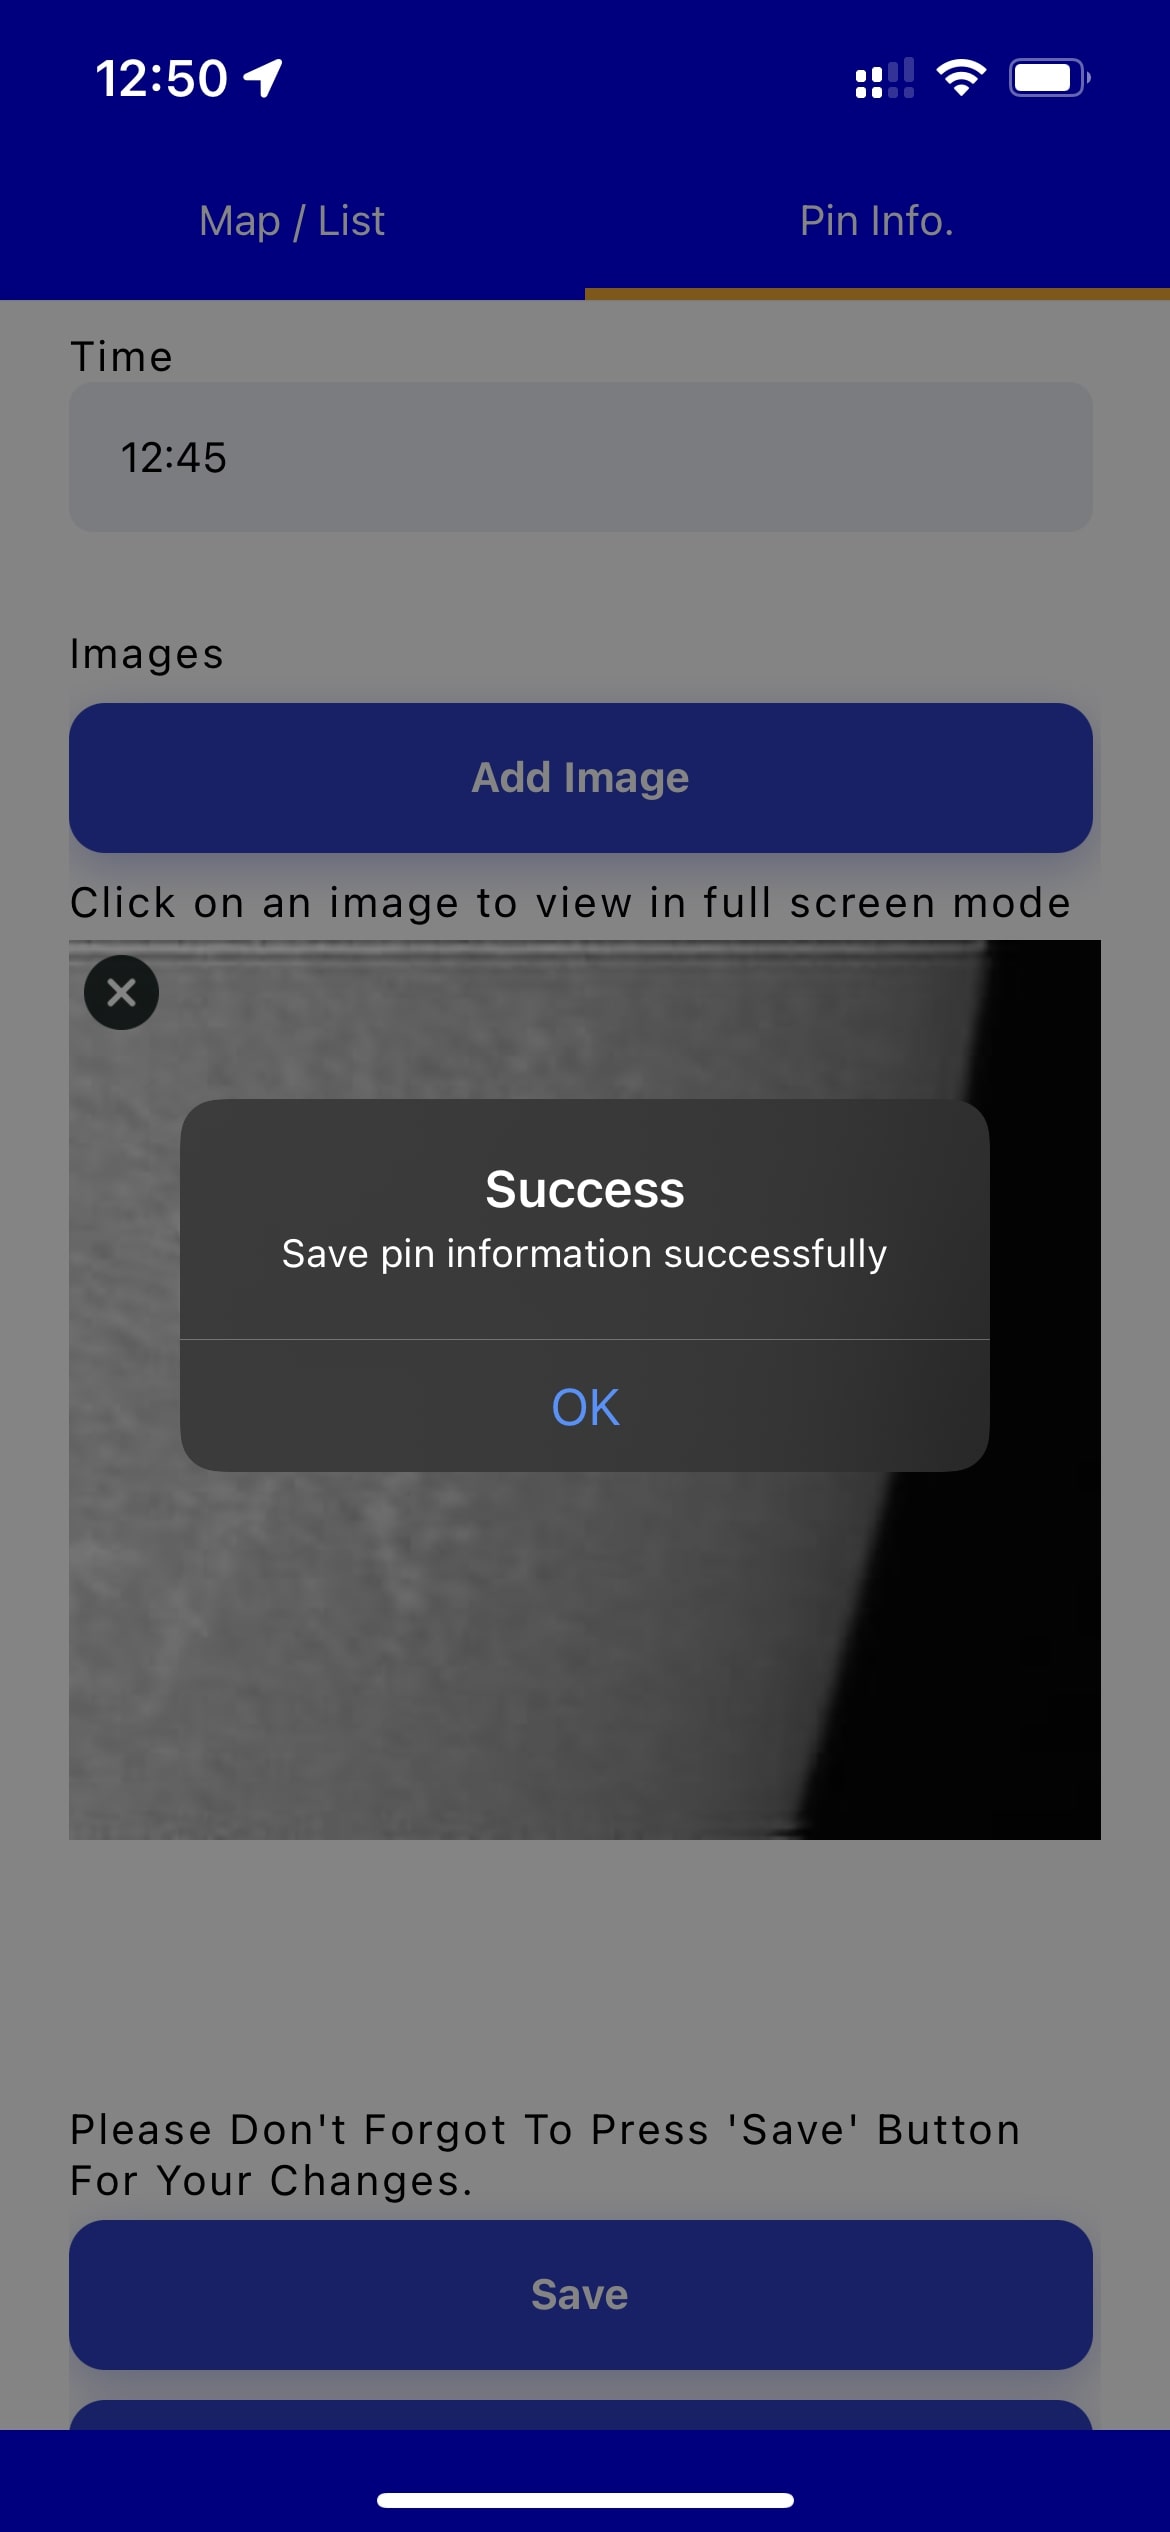 12:50
Map / List
Pin Info.
Time
12:45
Images
Add Image
Click on an image to view in full screen mode
Success
Save pin information successfully
OK
Please Don't Forgot To Press 'Save' Button
For Your Changes.
Save